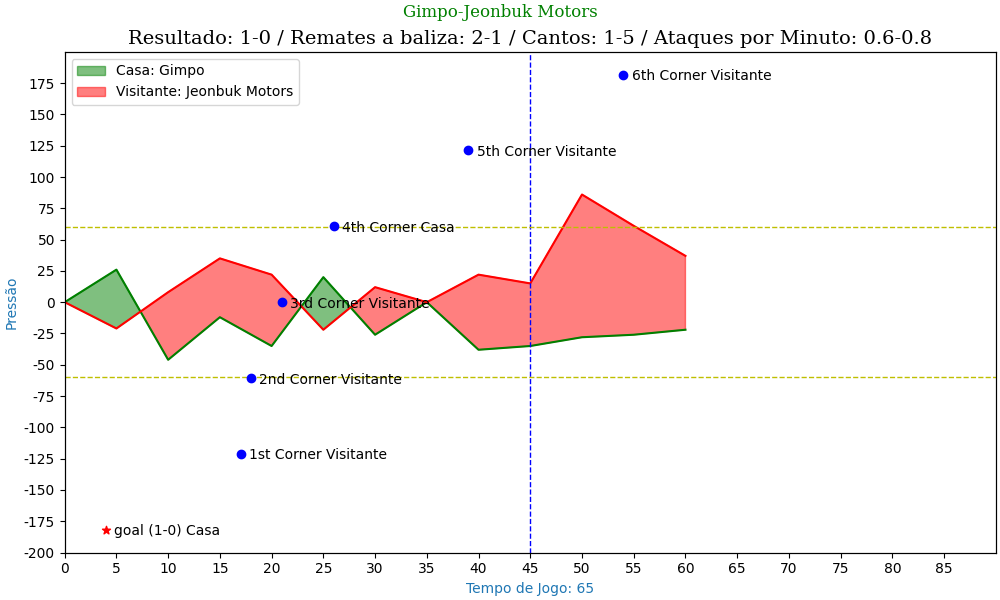 Gimpo-Jeonbuk Motors
Resultado: 1-0 / Remates a baliza: 2-1 / Cantos: 1-5 / Ataques por Minuto: 0.6-0.8
Casa: Gimpo
Visitante: Jeonbuk Motors
6th Corner Visitante
5th Corner Visitante
4th Corner Casa
3rd Corner Visitante
2nd Corner Visitante
1st Corner Visitante
goal (1-0) Casa
Pressão
175
150
125
100
75
50
25
0
-25
-50
-75
-100
-125
-150
-175
-200
0 5 10 15 20 25 30 35 40 45 50 55 60 65 70 75 80 85
Tempo de Jogo: 65